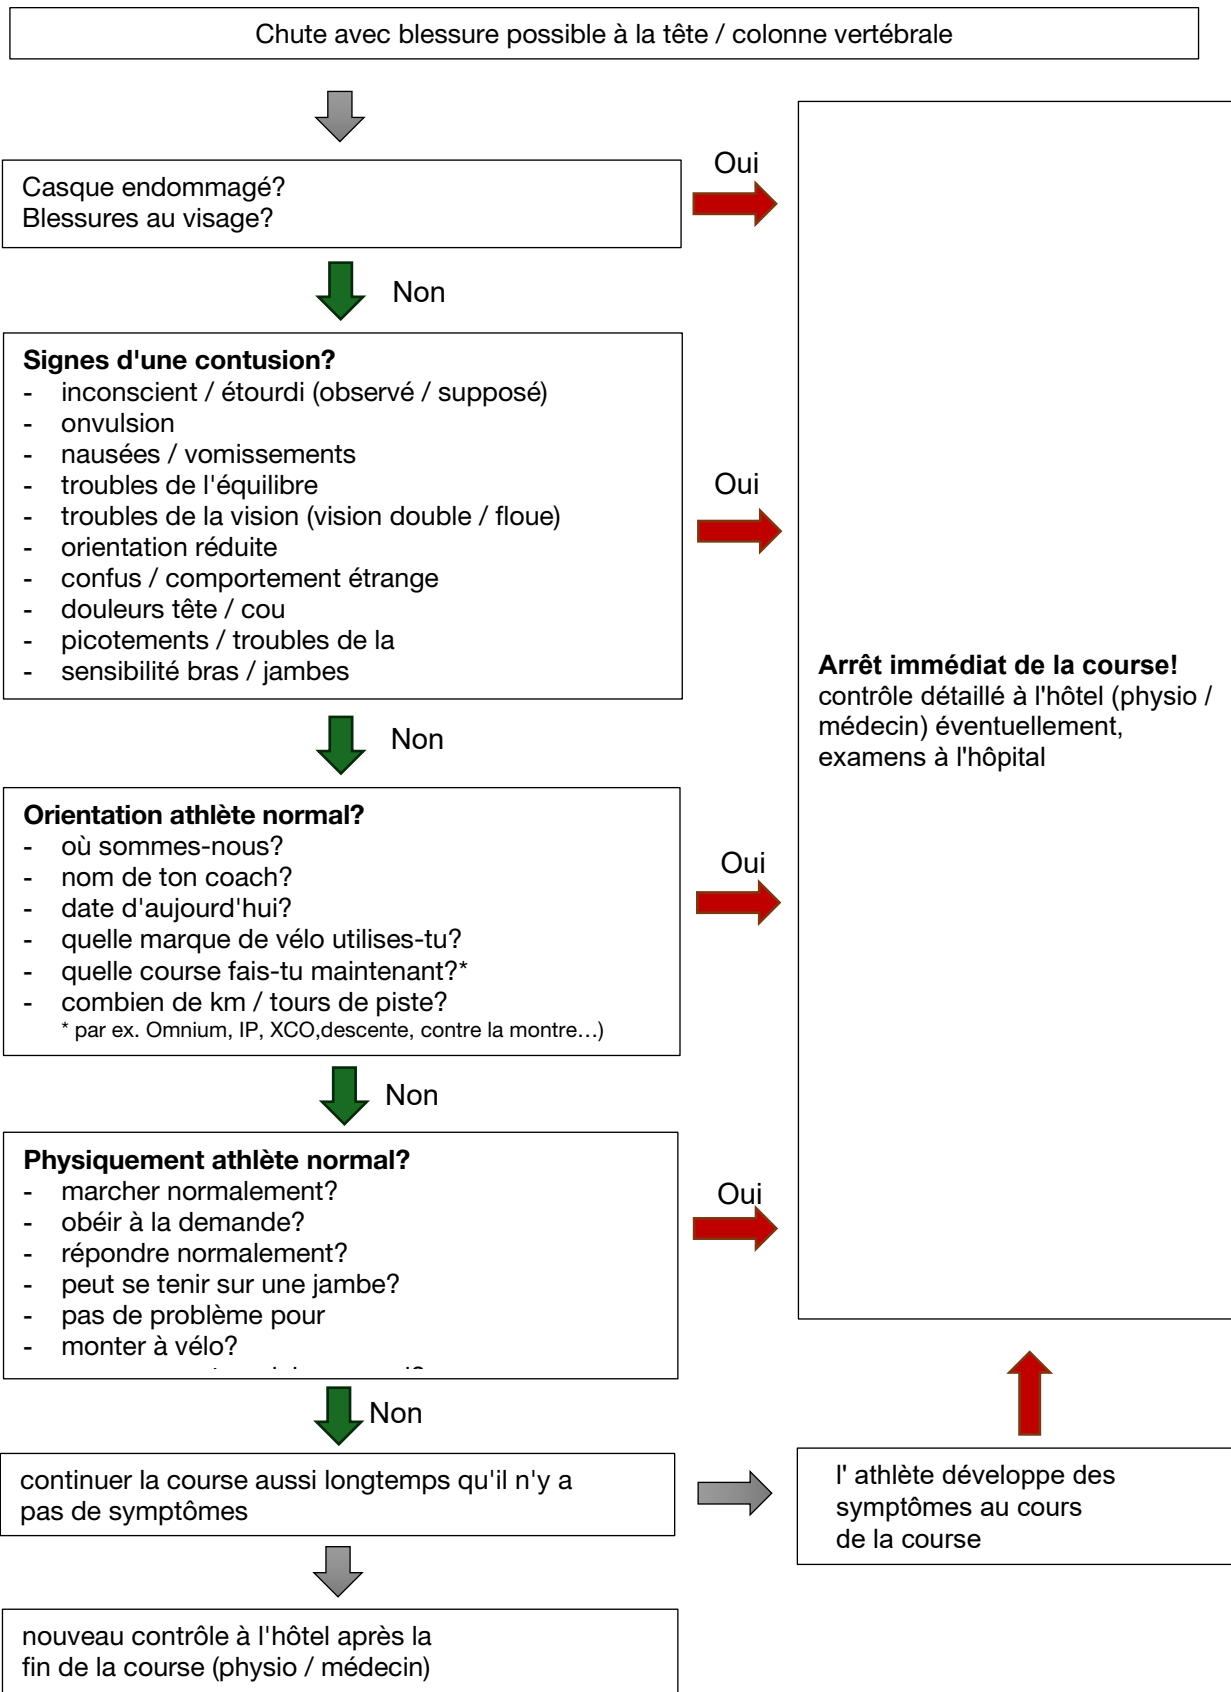 Chute avec blessure possible à la tête / colonne vertébrale
Casque endommagé?
Blessures au visage?
Oui
Non
Signes d'une contusion?
- inconscient / étourdi (observé / supposé)
- onvulsion
- nausées / vomissements
- troubles de l'équilibre
- troubles de la vision (vision double / floue)
- orientation réduite
- confus / comportement étrange
- douleurs tête / cou
- picotements / troubles de la
- sensibilité bras / jambes
Oui
Non
Orientation athlète normal?
- où sommes-nous?
- nom de ton coach?
- date d'aujourd'hui?
- quelle marque de vélo utilises-tu?
- quelle course fais-tu maintenant?*
- combien de km / tours de piste?
* par ex. Omnium, IP, XCO,descente, contre la montre…)
Oui
Non
Physiquement athlète normal?
- marcher normalement?
- obéir à la demande?
- répondre normalement?
- peut se tenir sur une jambe?
- pas de problème pour
- monter à vélo?
Oui
Non
Arrêt immédiat de la course!
contrôle détaillé à l'hôtel (physio /
médecin) éventuellement,
examens à l'hôpital
continuer la course aussi longtemps qu'il n'y a
pas de symptômes
l' athlète développe des
symptômes au cours
de la course
nouveau contrôle à l'hôtel après la
fin de la course (physio / médecin)